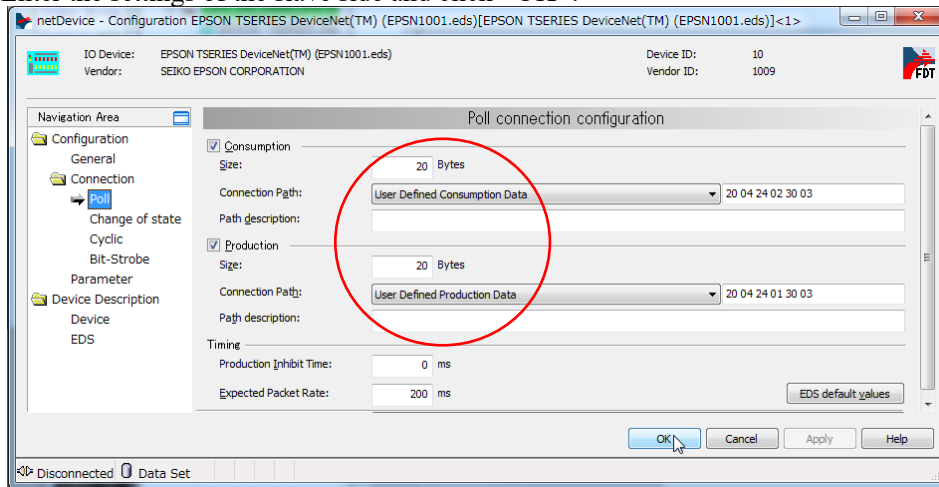 netDevice - Configuration EPSON TSERIES DeviceNet(TM) (EPSN1001.eds)[EPSON TSERIES DeviceNet(TM) (EPSN1001.eds)]<1>
IO Device: EPSON TSERIES DeviceNet(TM) (EPSN1001.eds) Device ID: 10
Vendor: SEIKO EPSON CORPORATION Vendor ID: 1009
FDT
Navigation Area
Configuration
General
Connection
Poll
Change of state
Cyclic
Bit-Strobe
Parameter
Device Description
Device
EDS
Poll connection configuration
Consumption
Size: 20 Bytes
Connection Path: User Defined Consumption Data 20 04 24 02 30 03
Path description:
Production
Size: 20 Bytes
Connection Path: User Defined Production Data 20 04 24 01 30 03
Path description:
Timing
Production Inhibit Time: 0 ms
Expected Packet Rate: 200 ms EDS default values
OK Cancel Apply Help
Disconnected Data Set